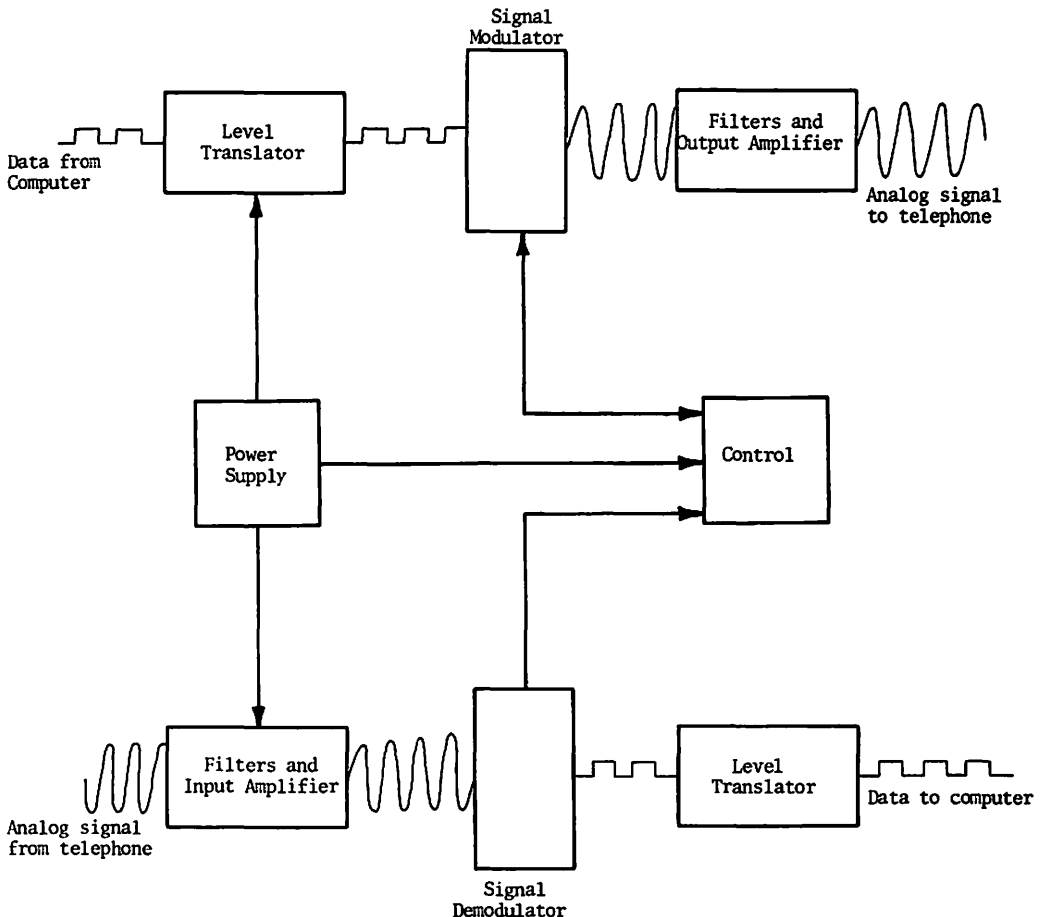 Signal
Modulator
Level
Translator
Filters and
Output Amplifier
Data from
Computer
Analog signal
to telephone
Power
Supply
Control
Filters and
Input Amplifier
Level
Translator
Data to computer
Analog signal
from telephone
Signal
Demodulator